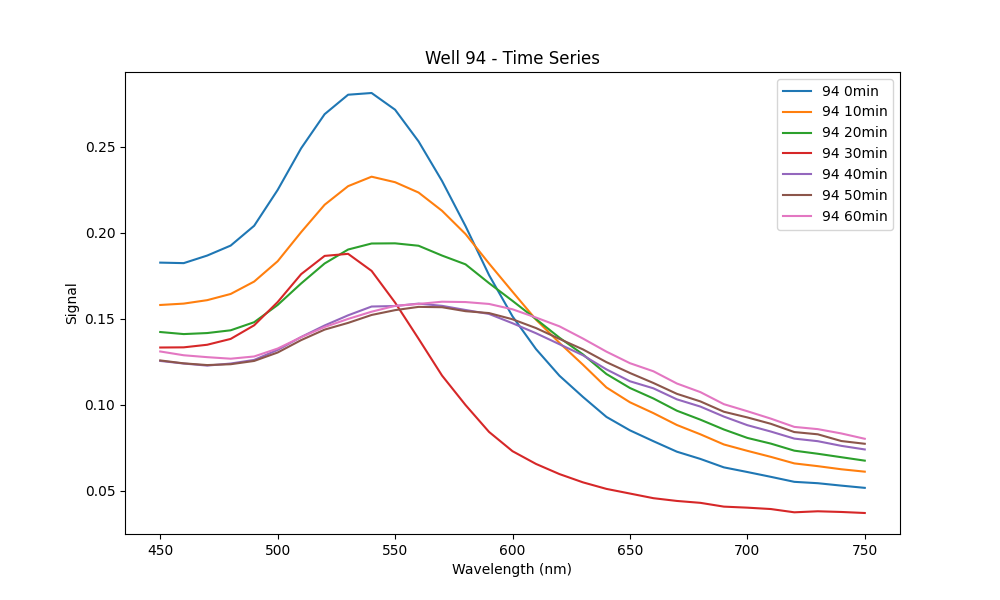 Well 94 - Time Series
94 0min
94 10min
94 20min
94 30min
94 40min
94 50min
94 60min
Signal
0.25
0.20
0.15
0.10
0.05
450 500 550 600 650 700 750
Wavelength (nm)